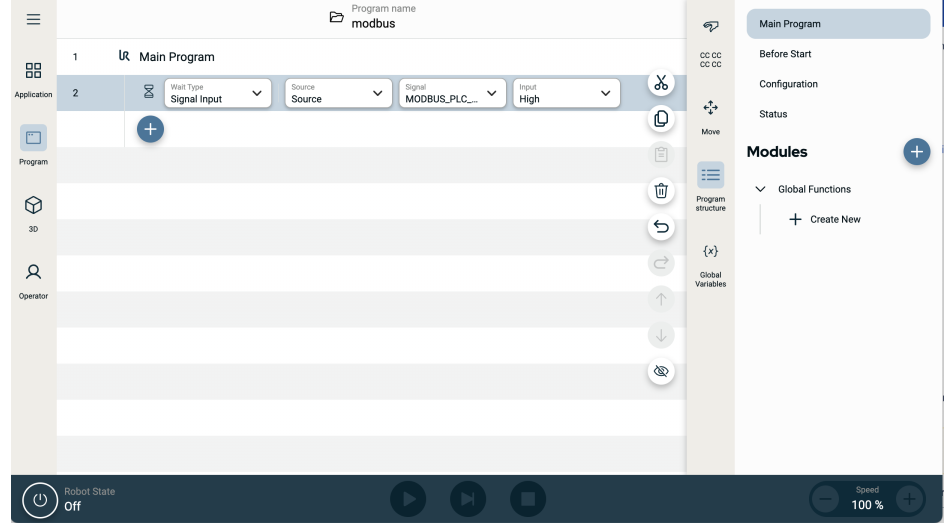 Program name
modbus
Application
Program
3D
Operator
1 Main Program
2
Wait Type
Signal Input
Source
Source
Signal
MODBUS_PLC_...
Input
High
CC CC
CC CC
Move
Program
structure
{x}
Global
Variables
Main Program
Before Start
Configuration
Status
Modules
Global Functions
Create New
Robot State
Off
Speed
100 %